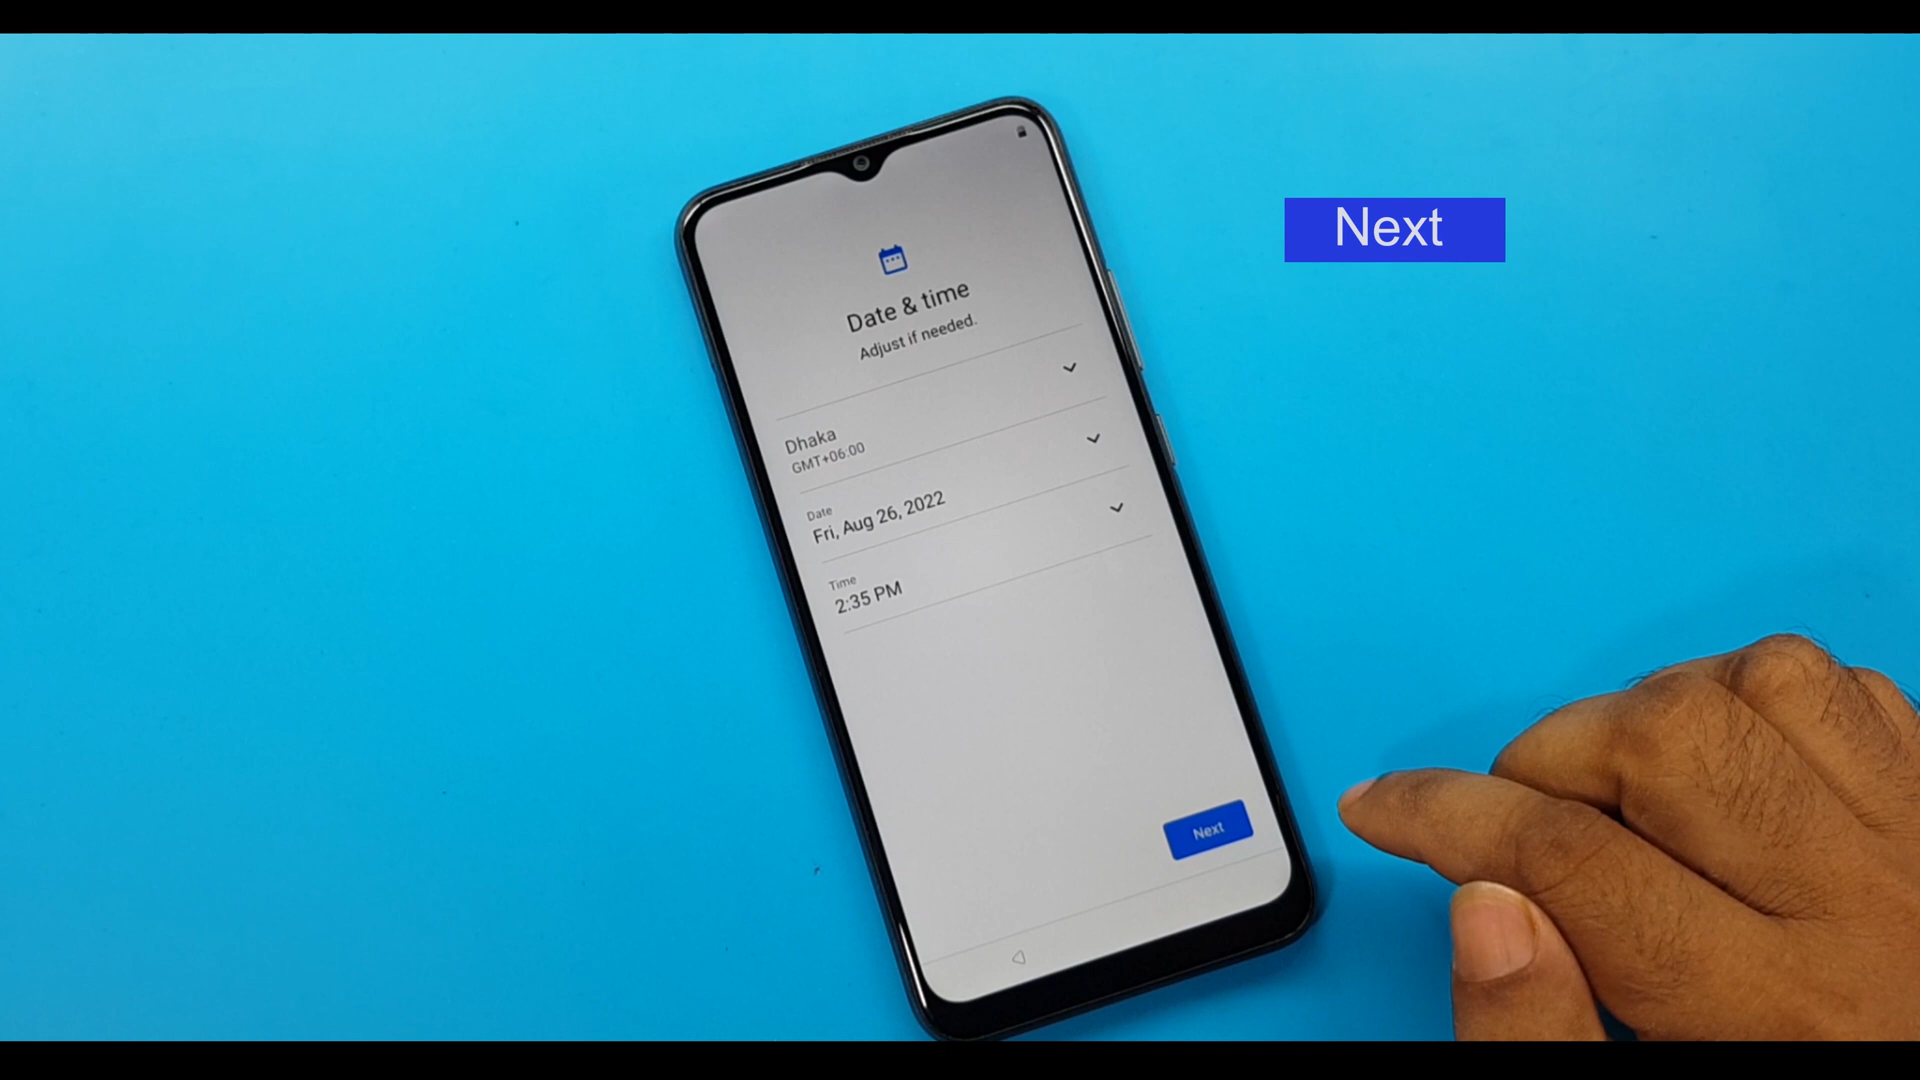 Next
Date & time
Adjust if needed.
Dhaka
GMT+06:00
Date
Fri, Aug 26, 2022
Time
2:35 PM
Next